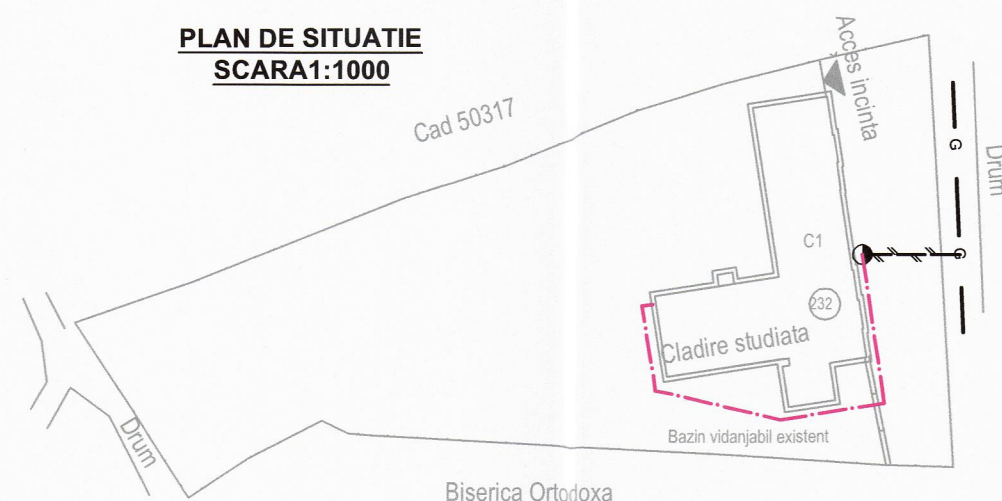 PLAN DE SITUATIE
SCARA1:1000
Acces incinta
Cad 50317
G
Drum
C1
G
232
Cladire studiata
Drum
Bazin vidanjabil existent
Biserica Ortodoxa